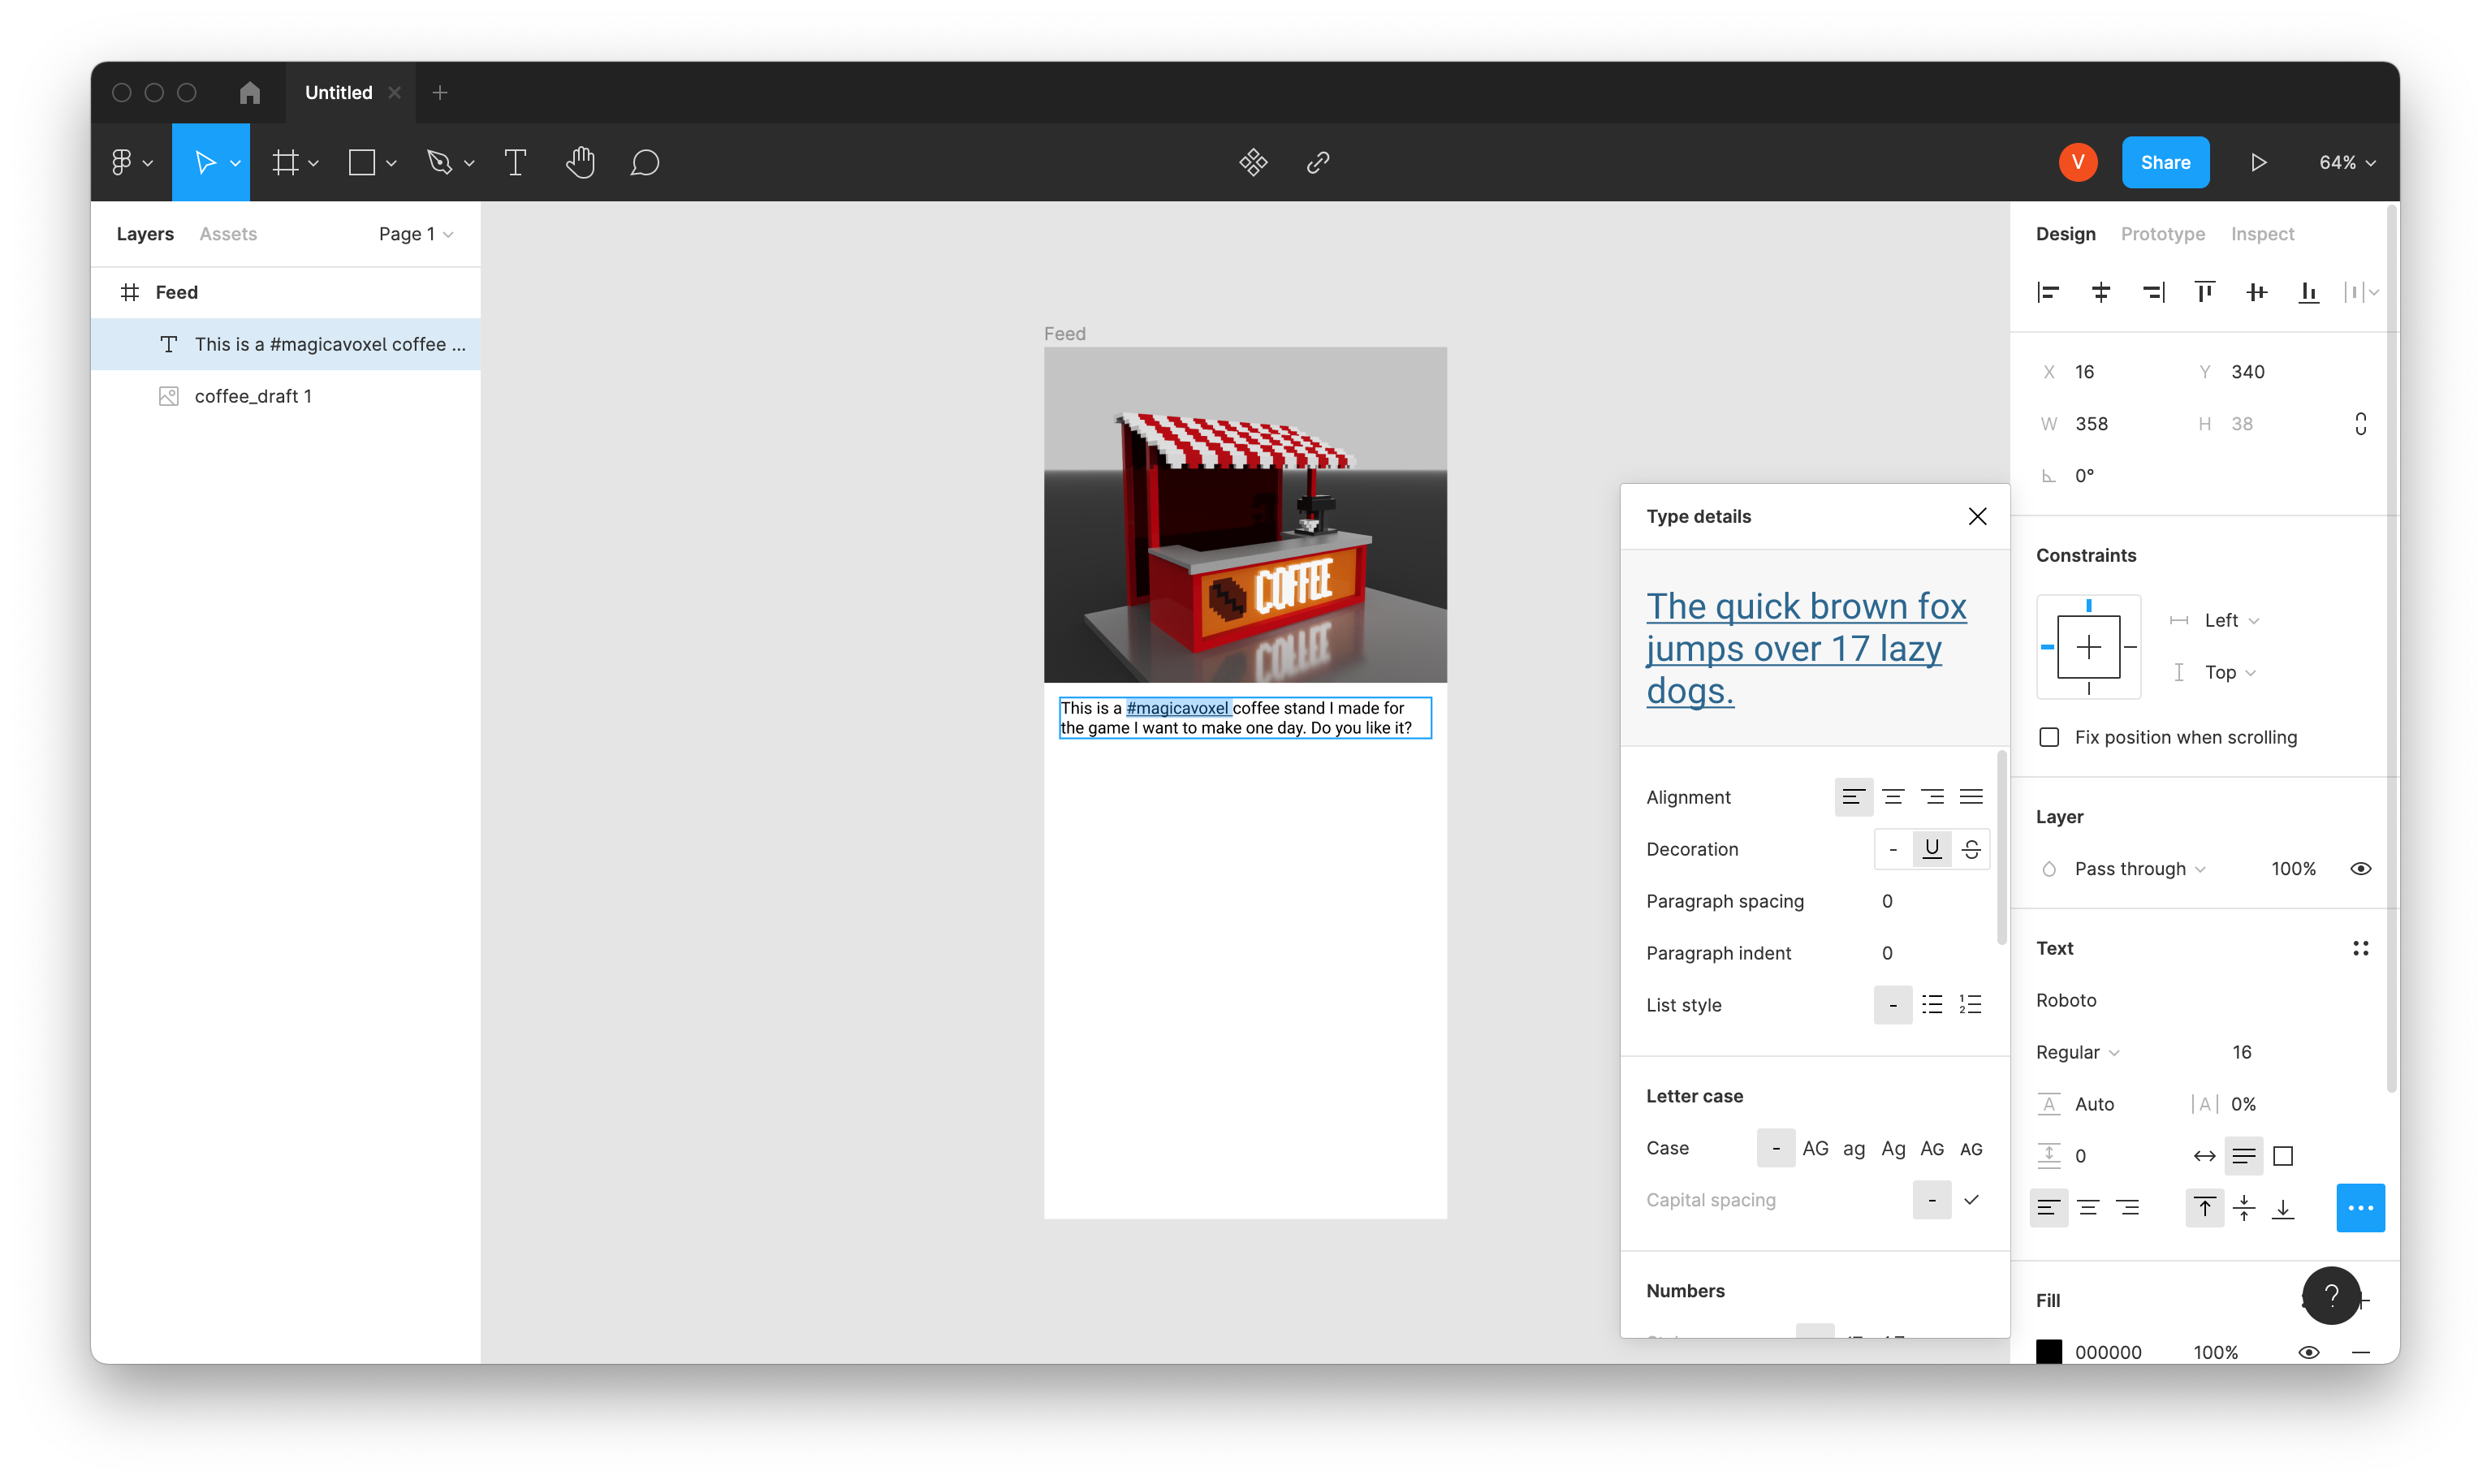 Untitled
V
Share
64%
Layers
Assets
Page 1
Feed
This is a #magicavoxel coffee ...
coffee_draft 1
Feed
COFFEE
This is a #magicavoxel coffee stand I made for
the game I want to make one day. Do you like it?
Type details
The quick brown fox
jumps over 17 lazy
dogs.
Alignment
Decoration
- U S
Paragraph spacing 0
Paragraph indent 0
List style -
Letter case
Case - AG ag Ag AG AG
Capital spacing -
Numbers
Design
Prototype
Inspect
X 16 Y 340
W 358 H 38
0°
Constraints
Left
Top
Fix position when scrolling
Layer
Pass through 100%
Text
Roboto
Regular 16
A Auto |A| 0%
0
Fill
?
000000 100%